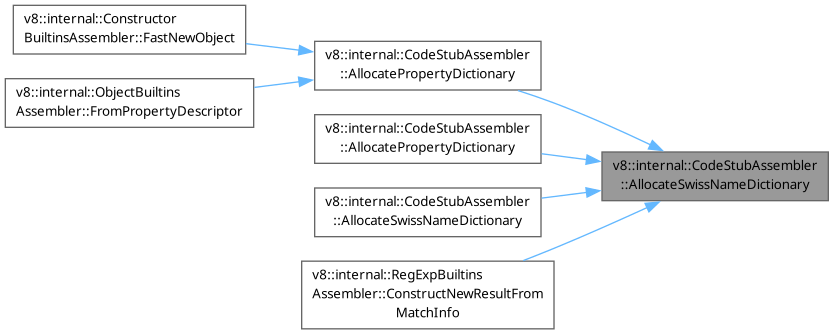 v8::internal::Constructor
BuiltinsAssembler::FastNewObject
v8::internal::ObjectBuiltins
Assembler::FromPropertyDescriptor
v8::internal::CodeStubAssembler
::AllocatePropertyDictionary
v8::internal::CodeStubAssembler
::AllocatePropertyDictionary
v8::internal::CodeStubAssembler
::AllocateSwissNameDictionary
v8::internal::RegExpBuiltins
Assembler::ConstructNewResultFrom
MatchInfo
v8::internal::CodeStubAssembler
::AllocateSwissNameDictionary